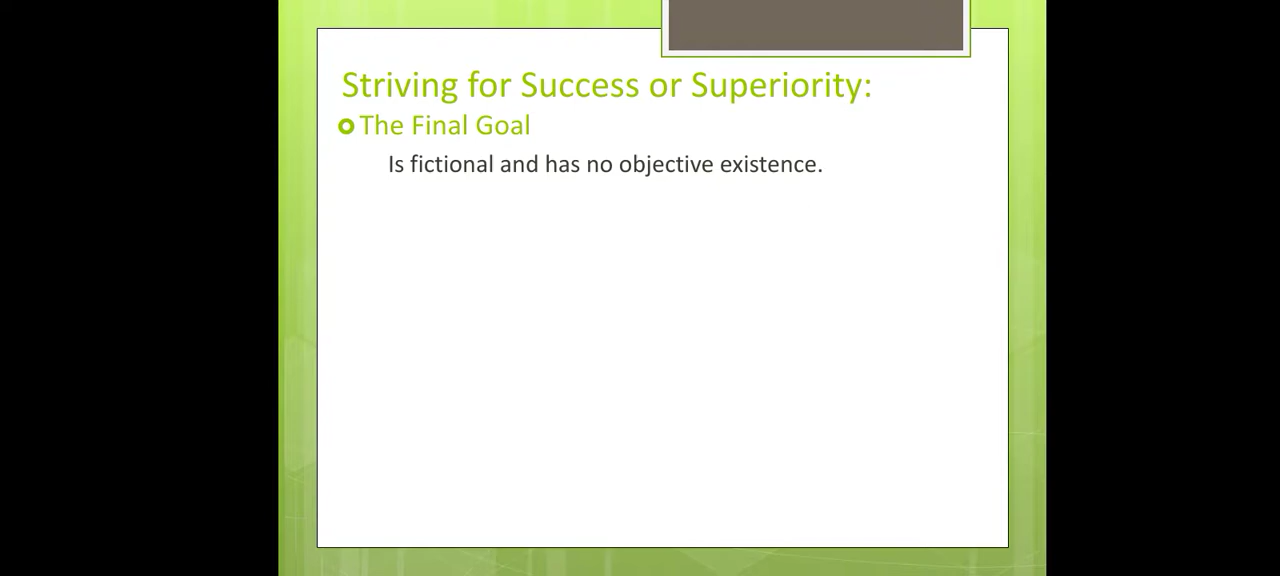 Striving for Success or Superiority:
The Final Goal
Is fictional and has no objective existence.